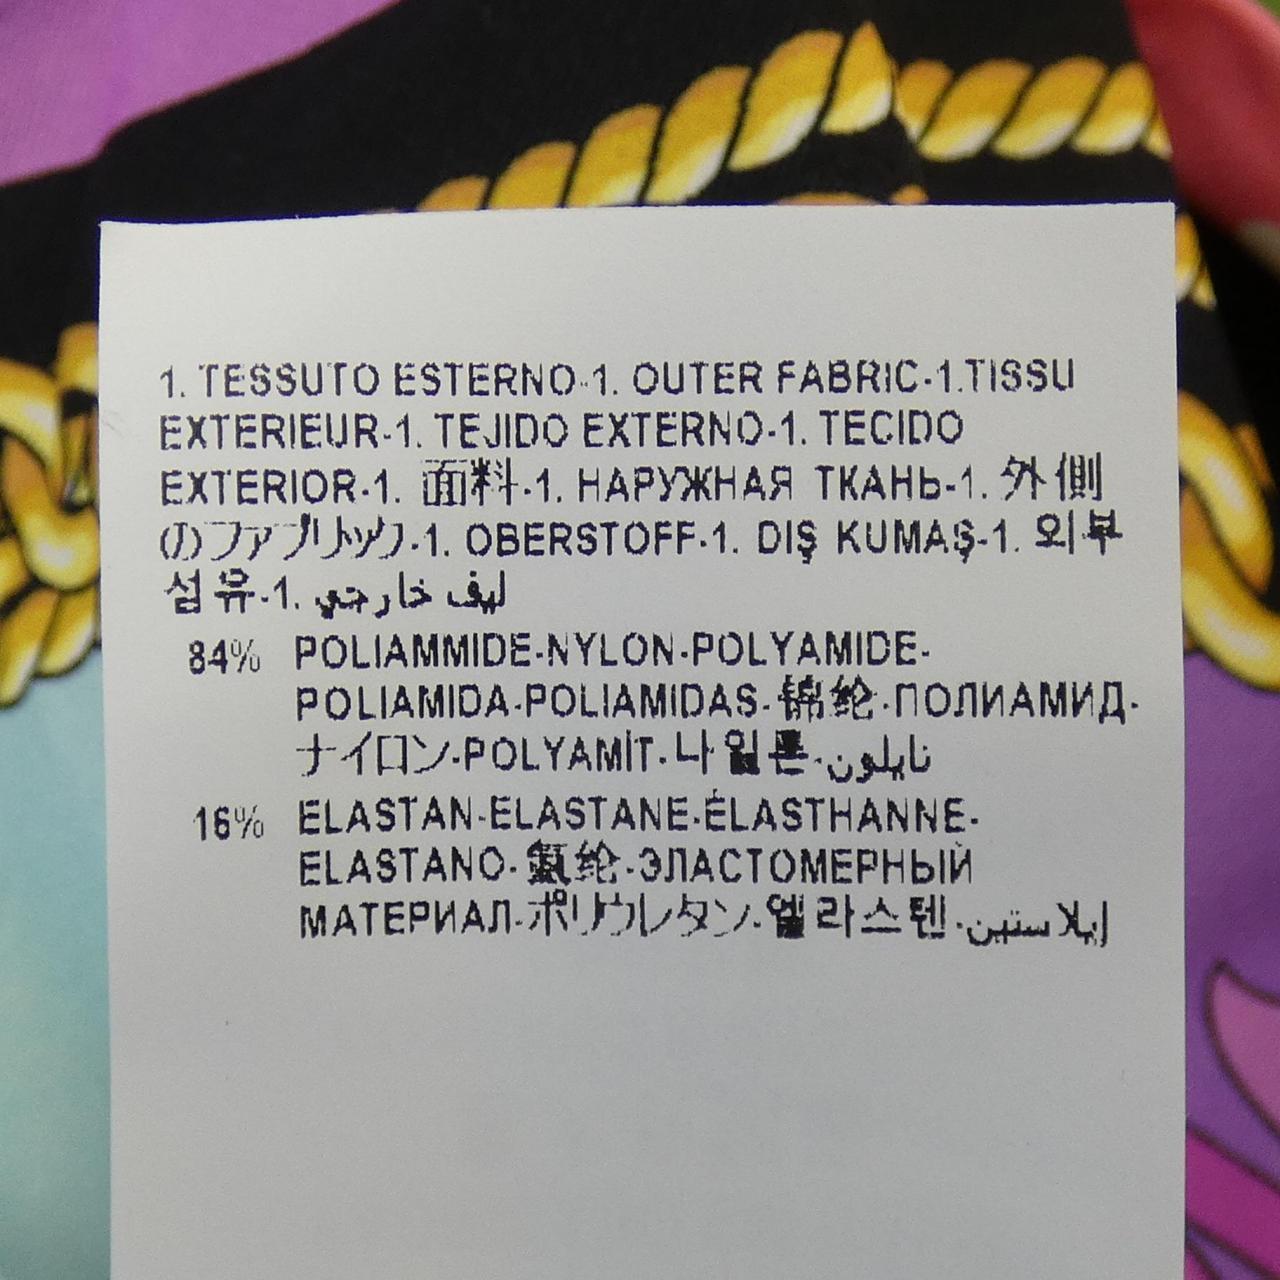 1. TESSUTO ESTERNO-1. OUTER FABRIC-1.TISSU
EXTERIEUR-1. TEJIDO EXTERNO-1. TECIDO
EXTERIOR-1. 面料-1. НАРУЖНАЯ ТКАНЬ-1. 外側
のファブリック-1. OBERSTOFF-1. DIŞ KUMAŞ-1. 외부
섬유-1. ليف خارجي
84% POLIAMMIDE-NYLON-POLYAMIDE-
POLIAMIDA-POLIAMIDAS-锦纶-ПОЛИАМИД-
ナイロン-POLYAMİT-나일론-نايلون
16% ELASTAN-ELASTANE-ÉLASTHANNE-
ELASTANO-氨纶-ЭЛАСТОМЕРНЫЙ
МАТЕРИАЛ-ポリウレタン-엘라스텐-إيلاستين